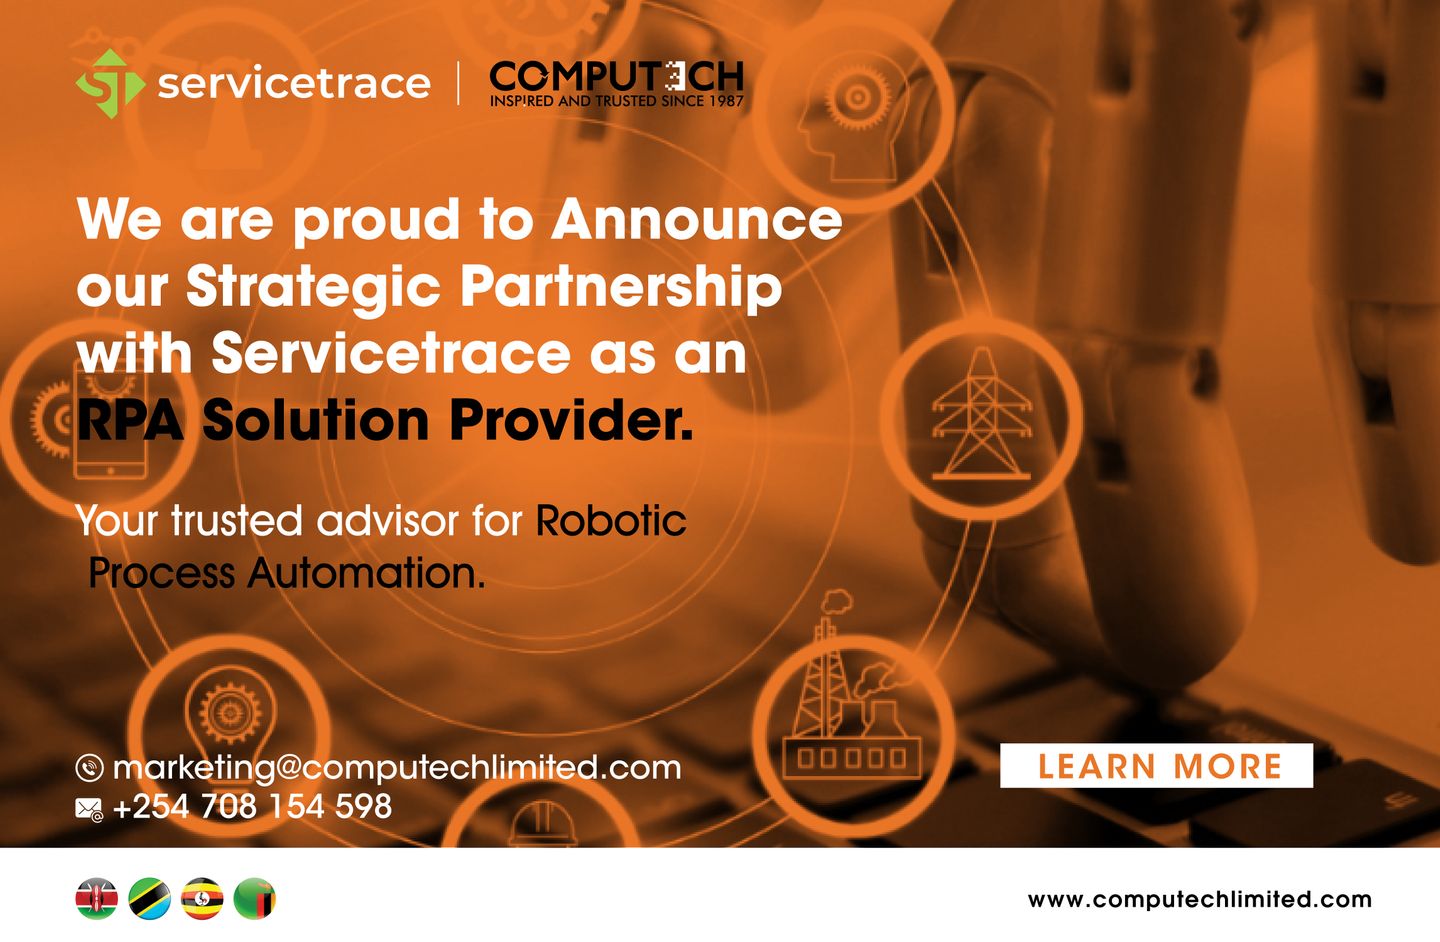 servicetrace
COMPUTECH
INSPIRED AND TRUSTED SINCE 1987
We are proud to Announce
our Strategic Partnership
with Servicetrace as an
RPA Solution Provider.
Your trusted advisor for Robotic
Process Automation.
marketing@computechlimited.com
+254 708 154 598
LEARN MORE
www.computechlimited.com